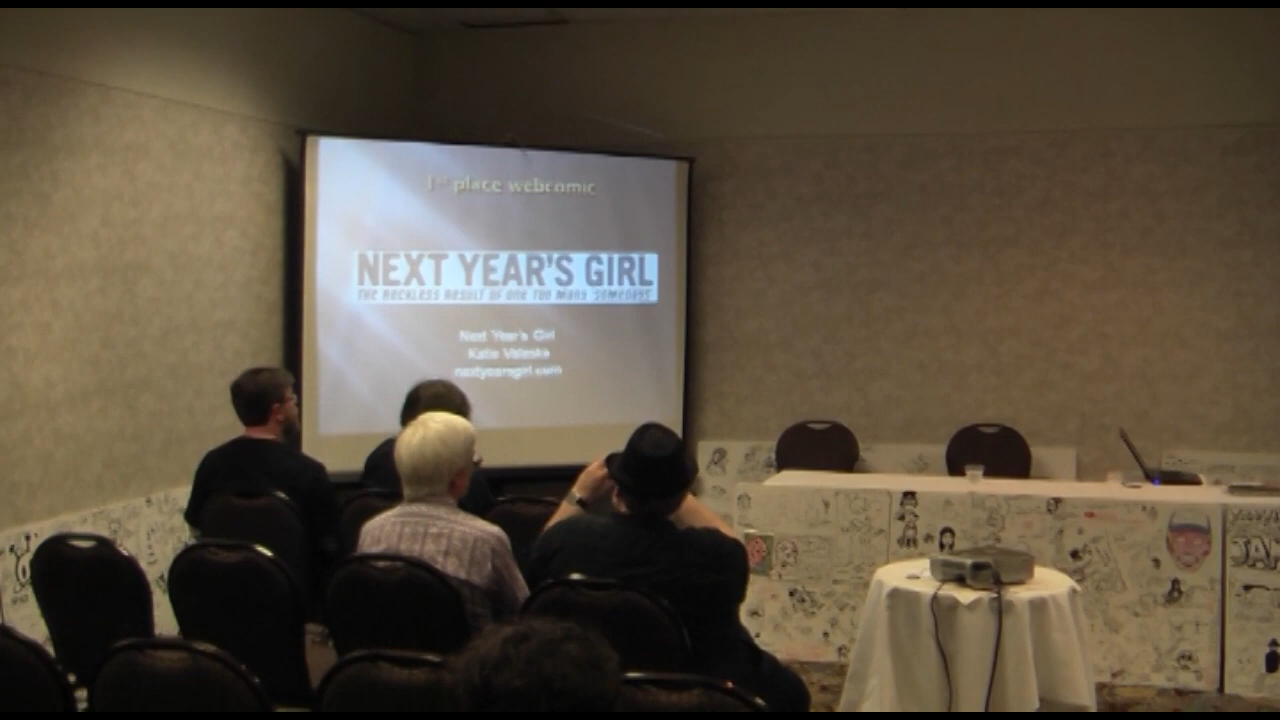 1st place webcomic
NEXT YEAR'S GIRL
THE RECKLESS RESULT OF ONE TOO MANY 'SOMEDAYS'
Next Year's Girl
Katie Valeska
nextyearsgirl.com
JAM